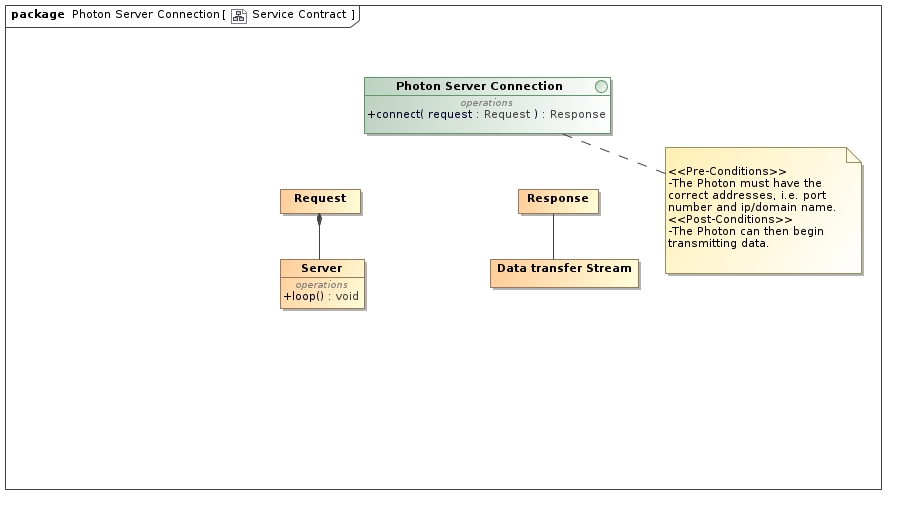 package Photon Server Connection[ Service Contract ]
Photon Server Connection
operations
+connect( request : Request ) : Response
<<Pre-Conditions>>
-The Photon must have the
correct addresses, i.e. port
number and ip/domain name.
<<Post-Conditions>>
-The Photon can then begin
transmitting data.
Request
Response
Server
operations
+loop() : void
Data transfer Stream